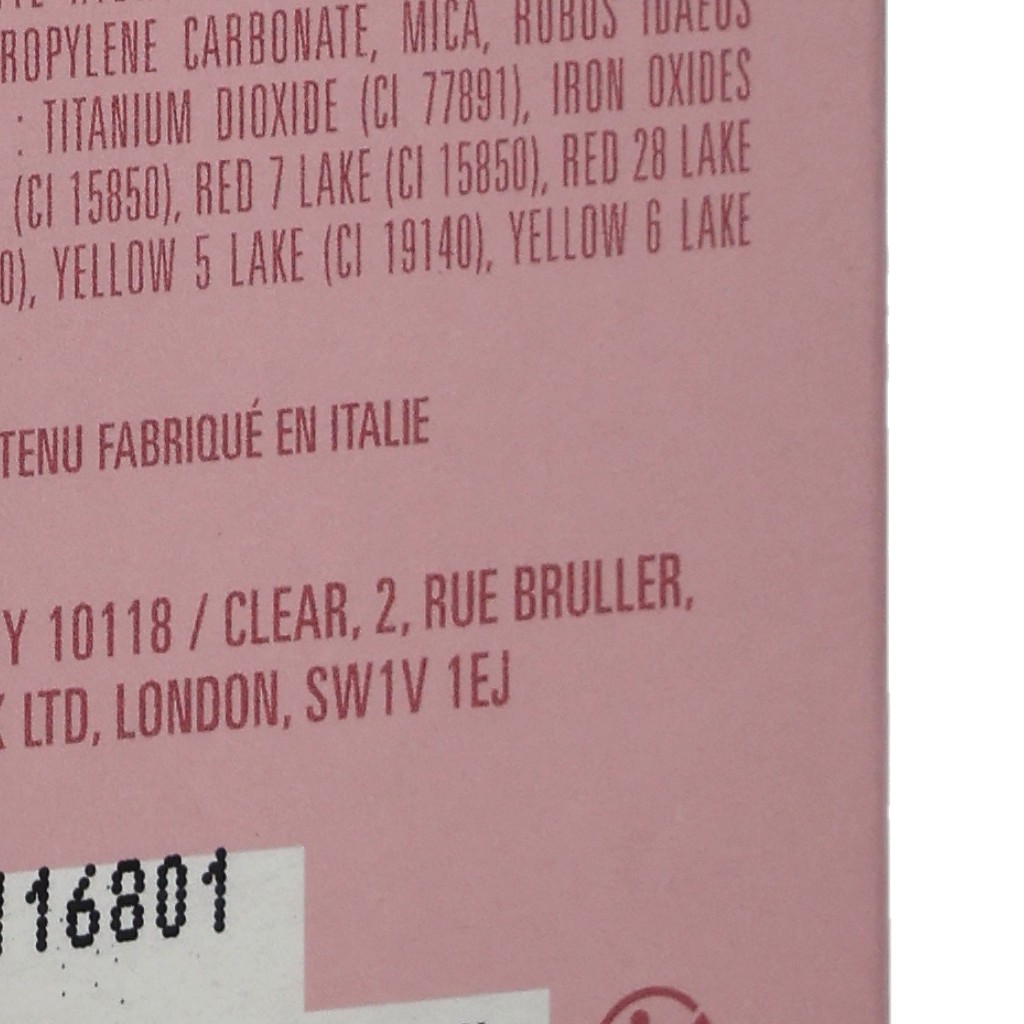 PROPYLENE CARBONATE, MICA, RUBUS IDAEUS
: TITANIUM DIOXIDE (CI 77891), IRON OXIDES
(CI 15850), RED 7 LAKE (CI 15850), RED 28 LAKE
0), YELLOW 5 LAKE (CI 19140), YELLOW 6 LAKE
TENU FABRIQUÉ EN ITALIE
Y 10118 / CLEAR, 2, RUE BRULLER,
K LTD, LONDON, SW1V 1EJ
116801